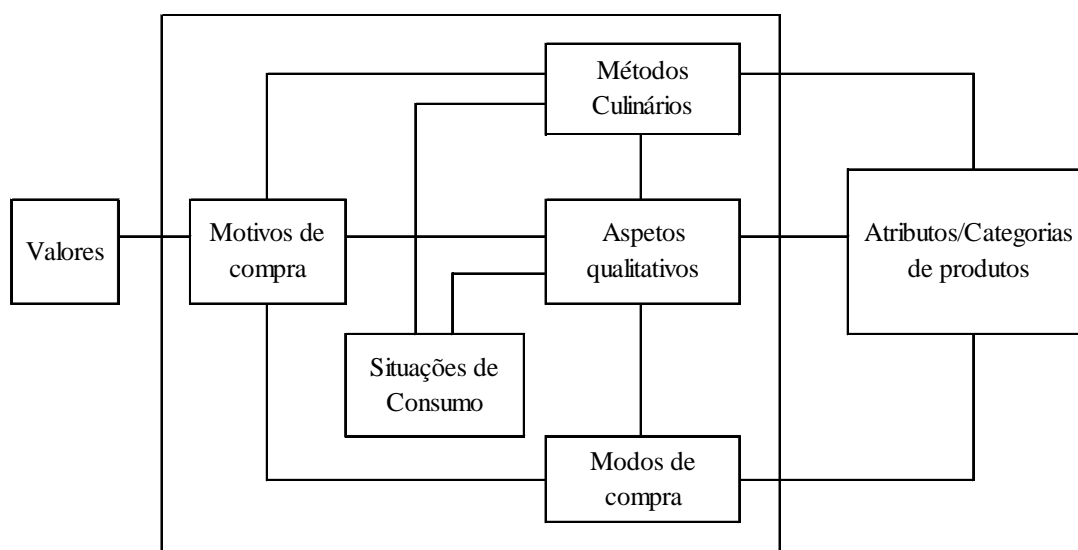 Métodos
Culinários
Valores
Motivos de
compra
Aspetos
qualitativos
Atributos/Categorias
de produtos
Situações de
Consumo
Modos de
compra